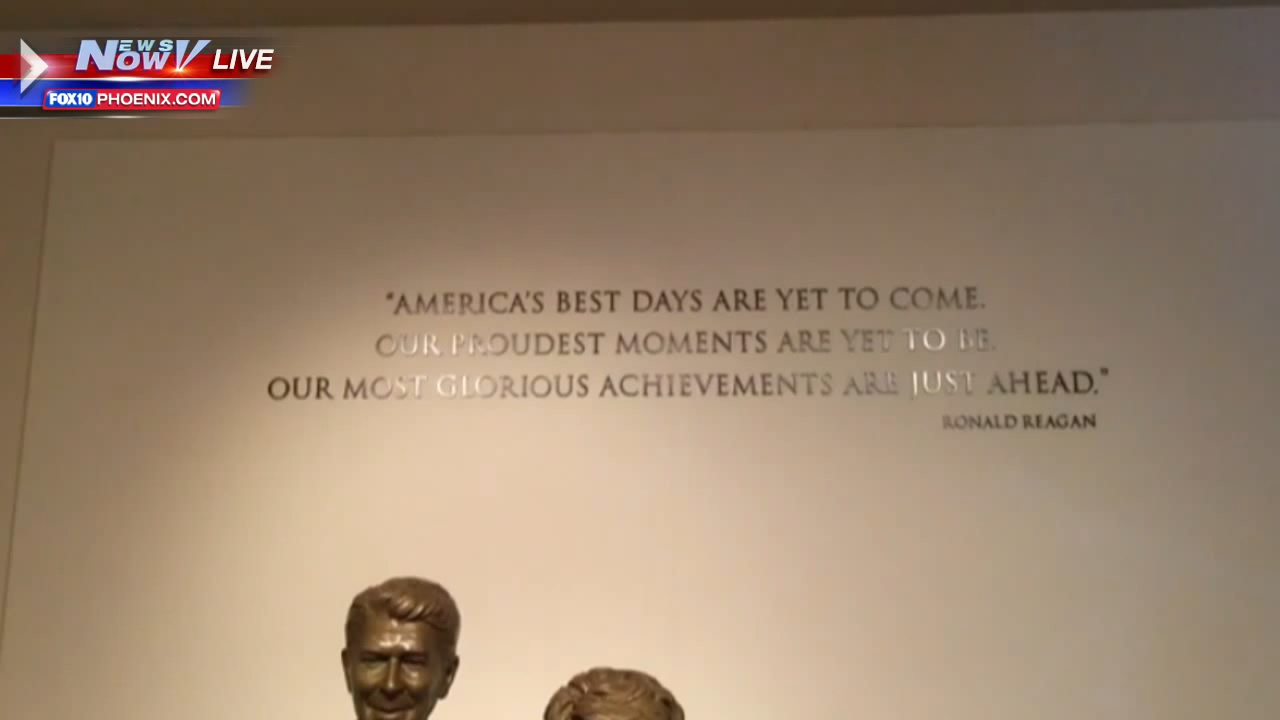 NEWS
NOW LIVE
FOX10 PHOENIX.COM
"AMERICA'S BEST DAYS ARE YET TO COME.
OUR PROUDEST MOMENTS ARE YET TO BE.
OUR MOST GLORIOUS ACHIEVEMENTS ARE JUST AHEAD."
RONALD REAGAN